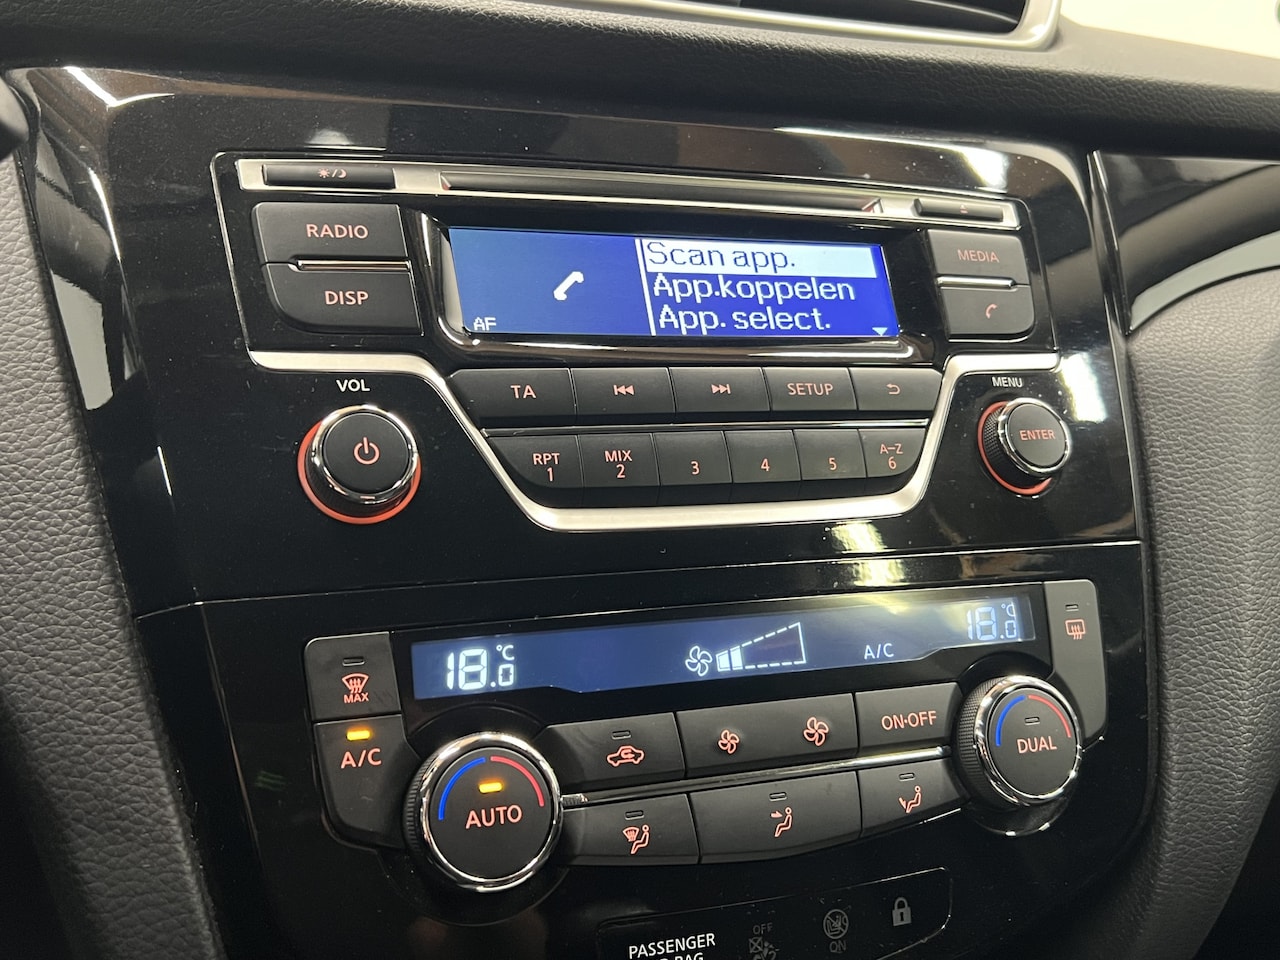 RADIO
DISP
AF
Scan app.
App.koppelen
App. select.
MEDIA
VOL
TA
SETUP
MENU
ENTER
RPT
1
MIX
2
3
4
5
A-Z
6
18.0 °C
A/C
18.0 °C
MAX
A/C
AUTO
ON·OFF
DUAL
PASSENGER
OFF
ON